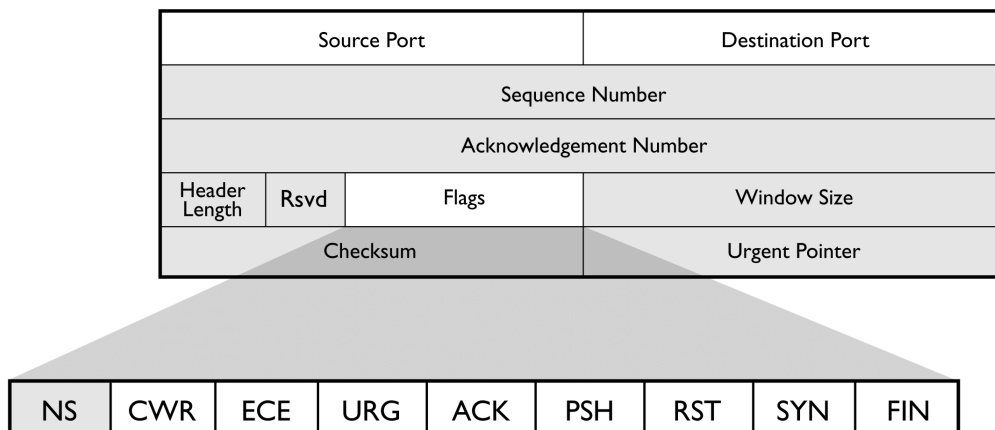 Source Port Destination Port
Sequence Number
Acknowledgement Number
Header Length Rsvd Flags Window Size
Checksum Urgent Pointer
NS CWR ECE URG ACK PSH RST SYN FIN